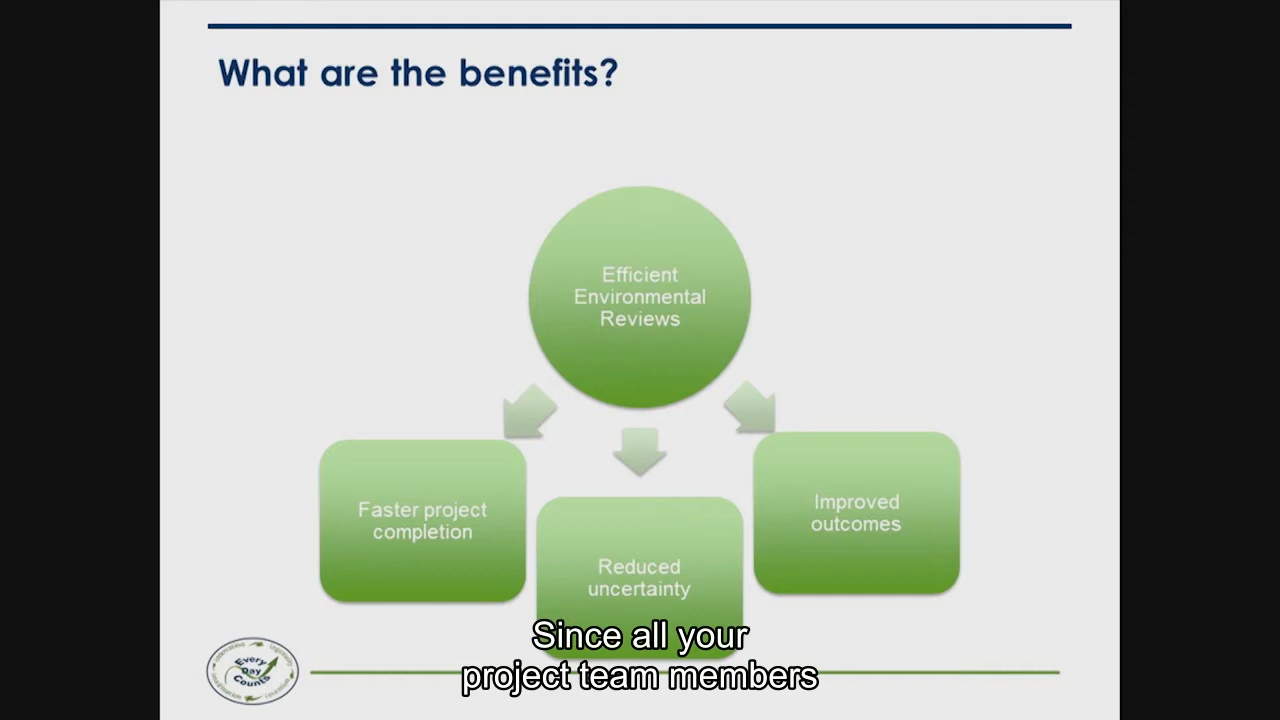 What are the benefits?
Efficient
Environmental
Reviews
Faster project
completion
Reduced
uncertainty
Improved
outcomes
Every
Day
Counts
Since all your
project team members